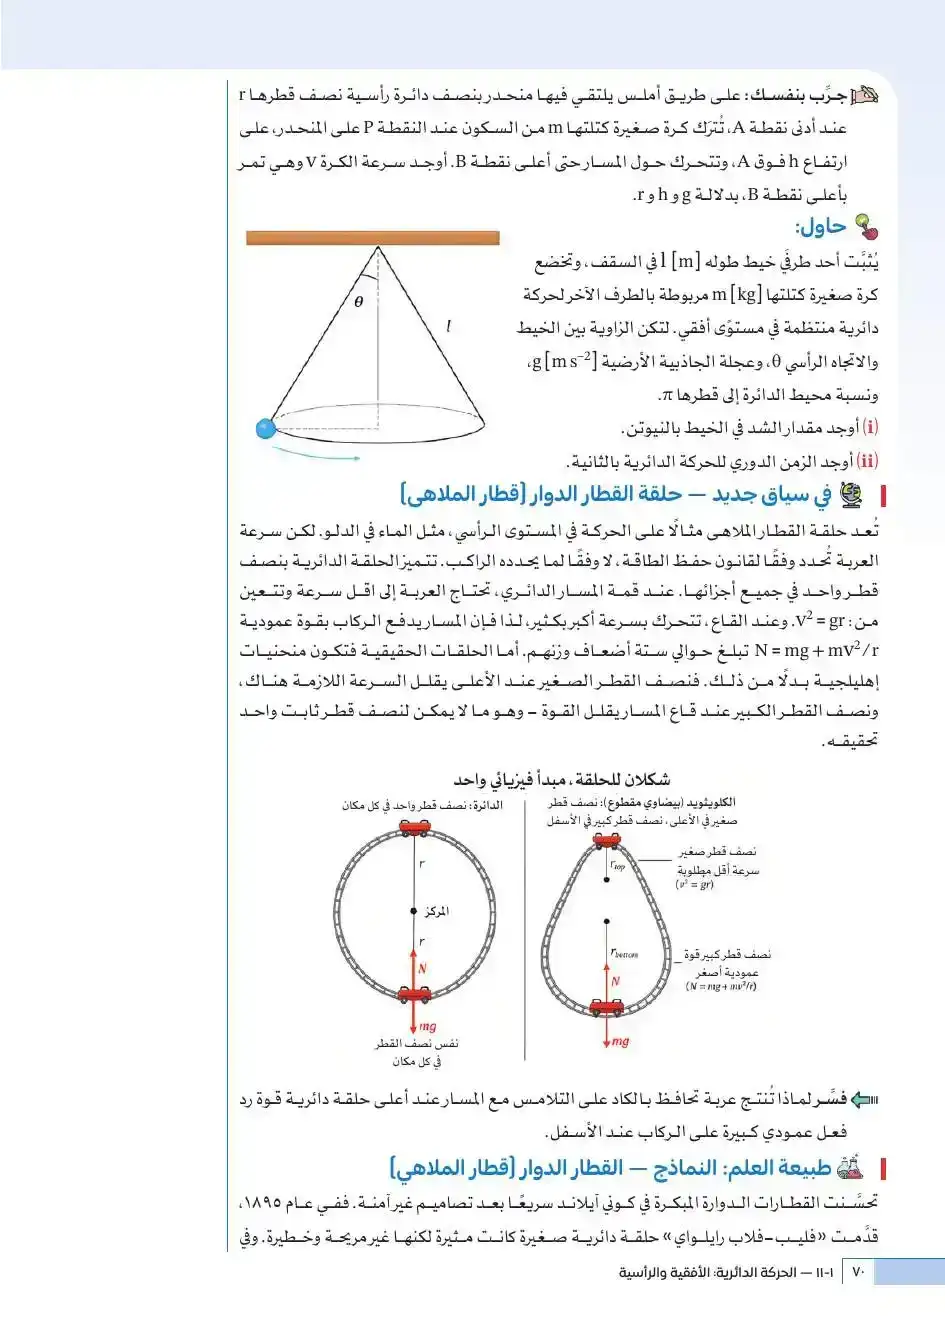 جرِّب بنفسك: على طريق أملس يلتقي فيها منحدر بنصف دائرة رأسية نصف قطرها r
عند أدنى نقطة A، تُترَك كرة صغيرة كتلتها m من السكون عند النقطة P على المنحدر، على
ارتفاع h فوق A، وتتحرك حول المسار حتى أعلى نقطة B. أوجد سرعة الكرة v وهي تمر
بأعلى نقطة B، بدلالة g و h و r.
حاول:
يُثبَّت أحد طرفَي خيط طوله l [m] في السقف، وتخضع
كرة صغيرة كتلتها m [kg] مربوطة بالطرف الآخر لحركة
دائرية منتظمة في مستوًى أفقي. لتكن الزاوية بين الخيط
والاتجاه الرأسي θ، وعجلة الجاذبية الأرضية g [m s⁻²]،
ونسبة محيط الدائرة إلى قطرها π.
(i) أوجد مقدار الشد في الخيط بالنيوتن.
(ii) أوجد الزمن الدوري للحركة الدائرية بالثانية.
θ
l
في سياق جديد — حلقة القطار الدوار (قطار الملاهى)
تُعد حلقة القطار الملاهى مثالًا على الحركة في المستوى الرأسي، مثل الماء في الدلو. لكن سرعة
العربة تُحدد وفقًا لقانون حفظ الطاقة، لا وفقًا لما يحدده الراكب. تتميز الحلقة الدائرية بنصف
قطر واحد في جميع أجزائها. عند قمة المسار الدائري، تحتاج العربة إلى اقل سرعة وتتعين
من: v² = gr. وعند القاع، تتحرك بسرعة أكبر بكثير، لذا فإن المسار يدفع الركاب بقوة عمودية
N = mg + mv²/r تبلغ حوالي ستة أضعاف وزنهم. أما الحلقات الحقيقية فتكون منحنيات
إهليلجية بدلًا من ذلك. فنصف القطر الصغير عند الأعلى يقلل السرعة اللازمة هناك،
ونصف القطر الكبير عند قاع المسار يقلل القوة – وهو ما لا يمكن لنصف قطر ثابت واحد
تحقيقه.
شكلان للحلقة، مبدأ فيزيائي واحد
الكلويثويد (بيضاوي مقطوع): نصف قطر
صغير في الأعلى، نصف قطر كبير في الأسفل
نصف قطر صغير
سرعة أقل مطلوبة
(v² = gr)
r top
r bottom
نصف قطر كبير قوة
عمودية أصغر
(N = mg + mv²/r)
N
mg
الدائرة: نصف قطر واحد في كل مكان
r
المركز
r
N
mg
نفس نصف القطر
في كل مكان
فسِّر لماذا تُنتج عربة تحافظ بالكاد على التلامس مع المسار عند أعلى حلقة دائرية قوة رد
فعل عمودي كبيرة على الركاب عند الأسفل.
طبيعة العلم: النماذج — القطار الدوار (قطار الملاهي)
تحسَّنت القطارات الدوارة المبكرة في كوني آيلاند سريعًا بعد تصاميم غير آمنة. ففي عام ١٨٩٥،
قدَّمت «فليب-فلاب رايلواي» حلقة دائرية صغيرة كانت مثيرة لكنها غير مريحة وخطيرة. وفي
٧٠ ١-١١ — الحركة الدائرية: الأفقية والرأسية